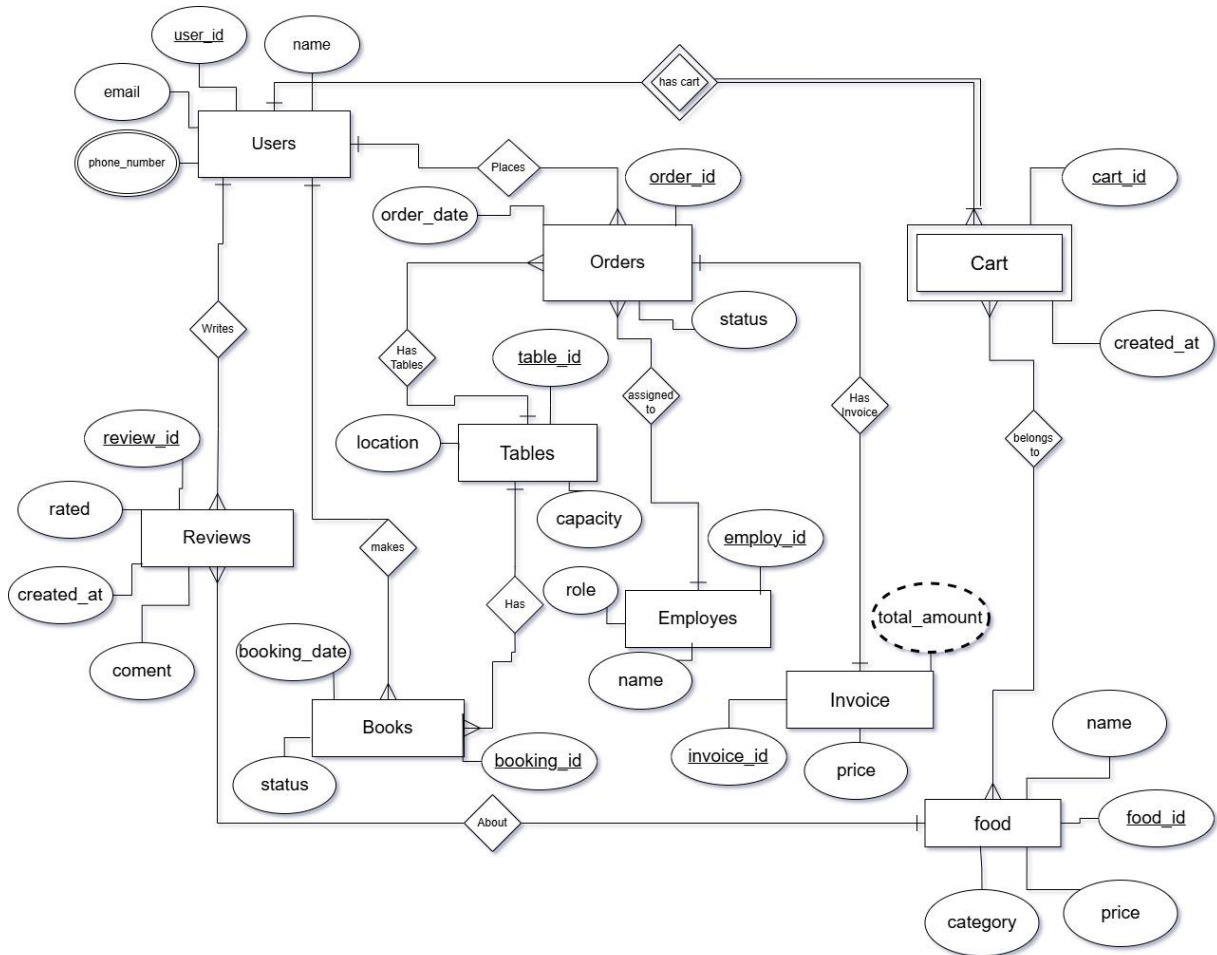 user_id
name
email
has cart
Users
phone_number
Places
order_id
cart_id
order_date
Orders
Cart
status
created_at
Writes
Has
Tables
table_id
assigned
to
Has
Invoice
review_id
location
Tables
belongs
to
rated
capacity
Reviews
makes
employ_id
created_at
Has
role
Employes
total_amount
coment
booking_date
name
Invoice
name
Books
booking_id
invoice_id
status
price
About
food
food_id
category
price